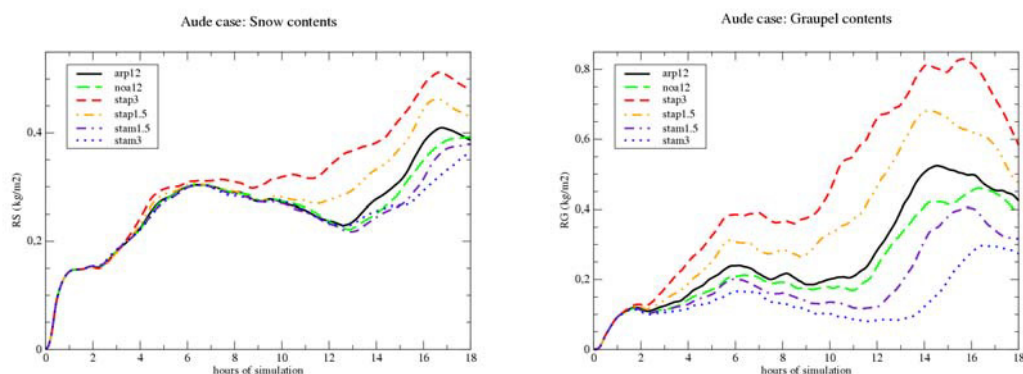 Aude case: Snow contents
RS (kg/m2)
arp12
noa12
stap3
stap1.5
stam1.5
stam3
0,4
0,2
0
0 2 4 6 8 10 12 14 16 18
hours of simulation
Aude case: Graupel contents
RG (kg/m2)
arp12
noa12
stap3
stap1.5
stam1.5
stam3
0,8
0,6
0,4
0,2
0
0 2 4 6 8 10 12 14 16 18
hours of simulation